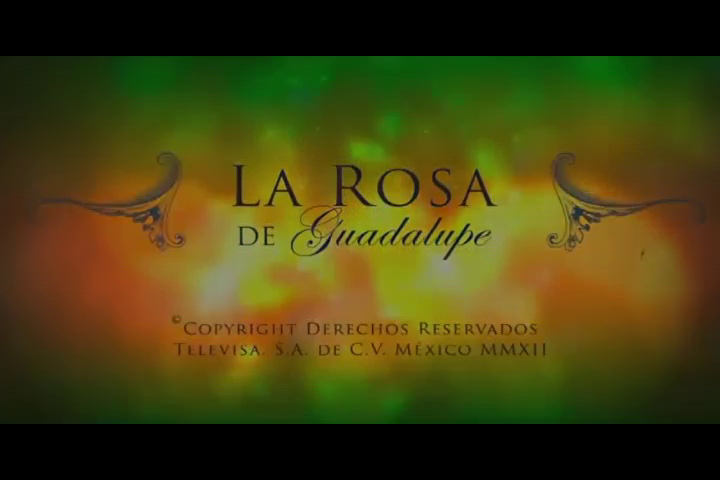 LA ROSA
DE Guadalupe
©COPYRIGHT DERECHOS RESERVADOS
TELEVISA, S.A. DE C.V. MÉXICO MMXII